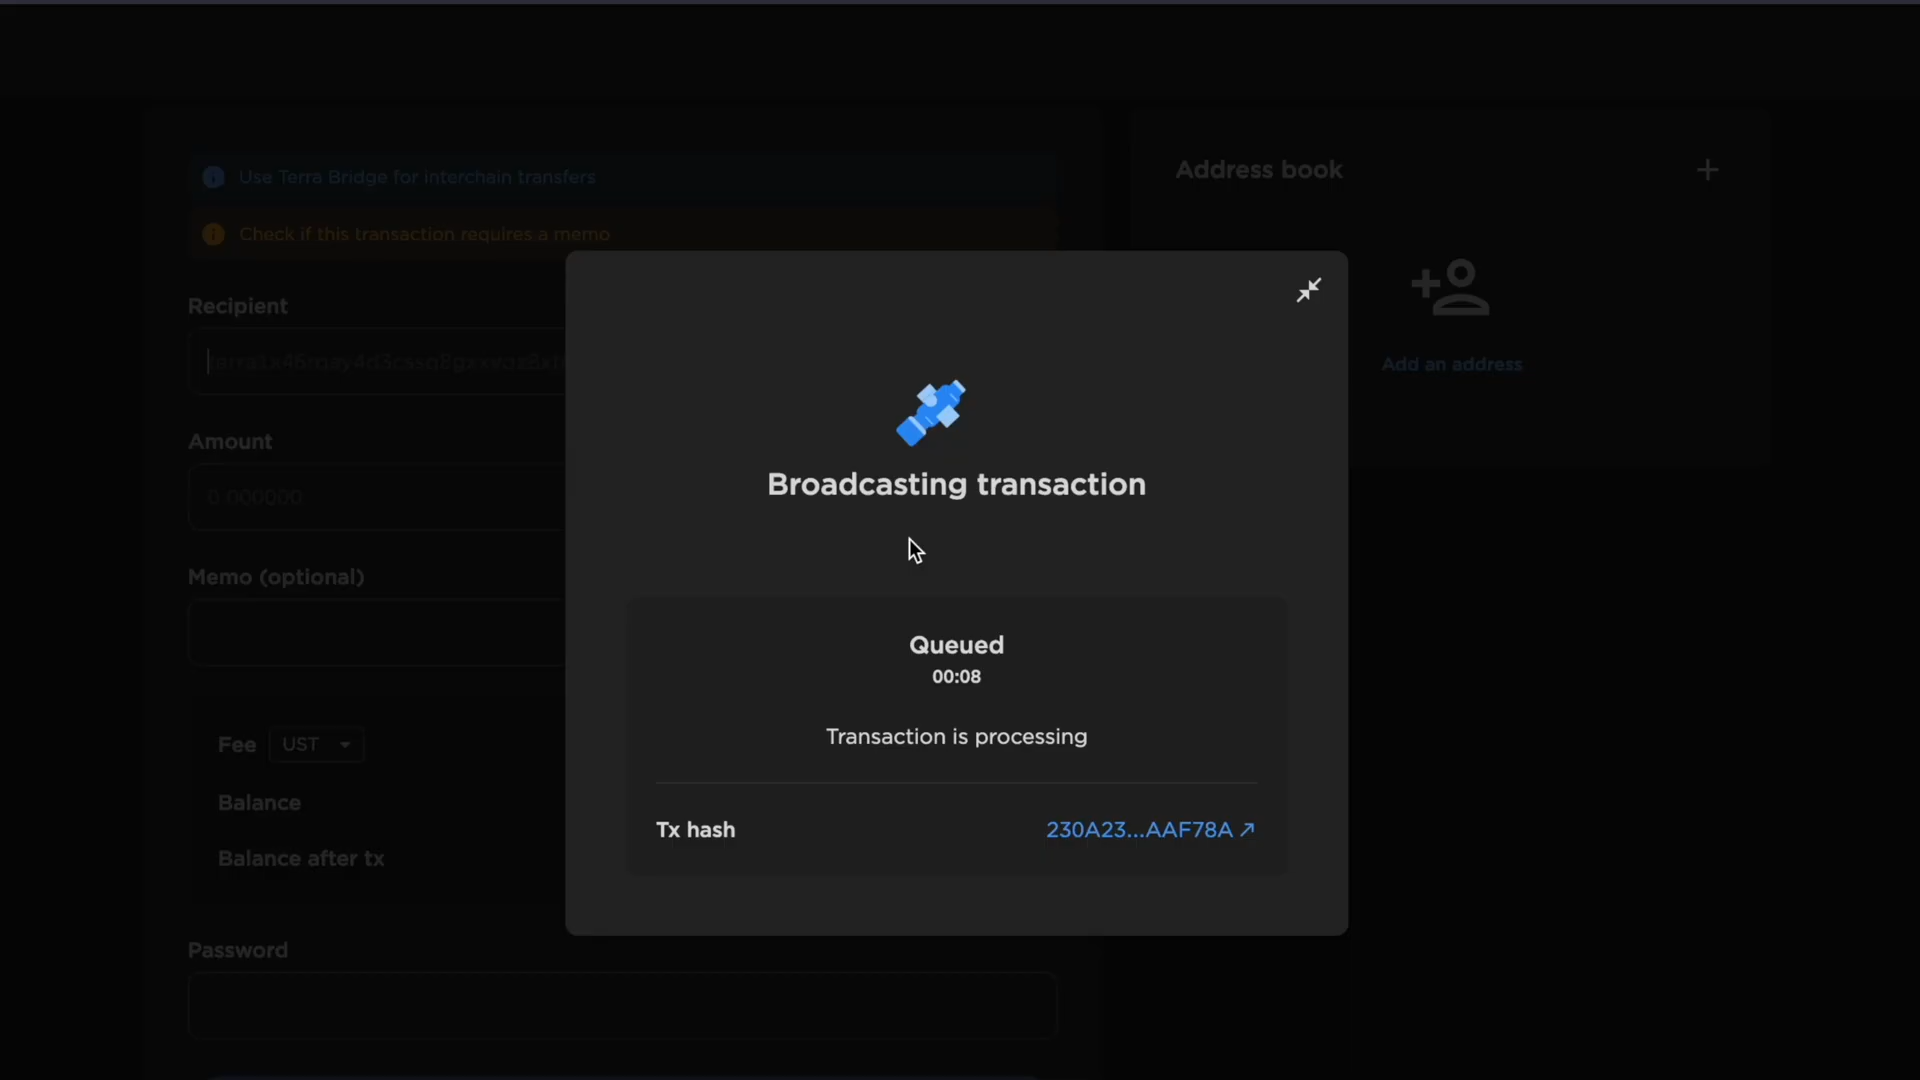 Use Terra Bridge for interchain transfers
Check if this transaction requires a memo
Recipient
Amount
0.000000
Memo (optional)
Fee UST
Balance
Balance after tx
Password
Address book
Add an address
Broadcasting transaction
Queued
00:08
Transaction is processing
Tx hash 230A23...AAF78A